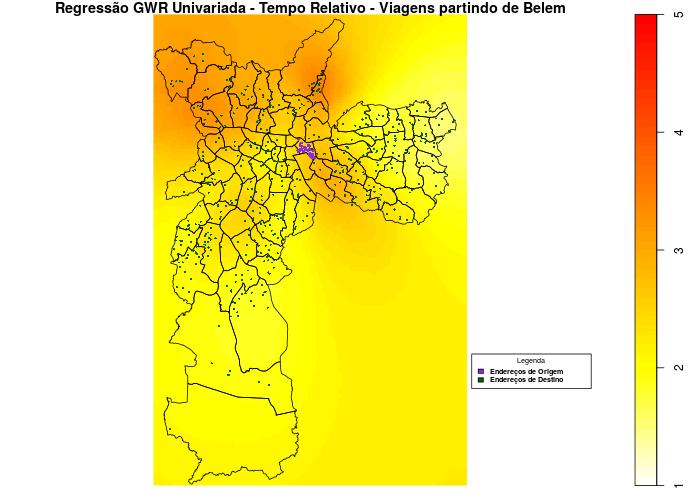 Regressão GWR Univariada - Tempo Relativo - Viagens partindo de Belem
5
4
3
2
1
Legenda
Endereços de Origem
Endereços de Destino